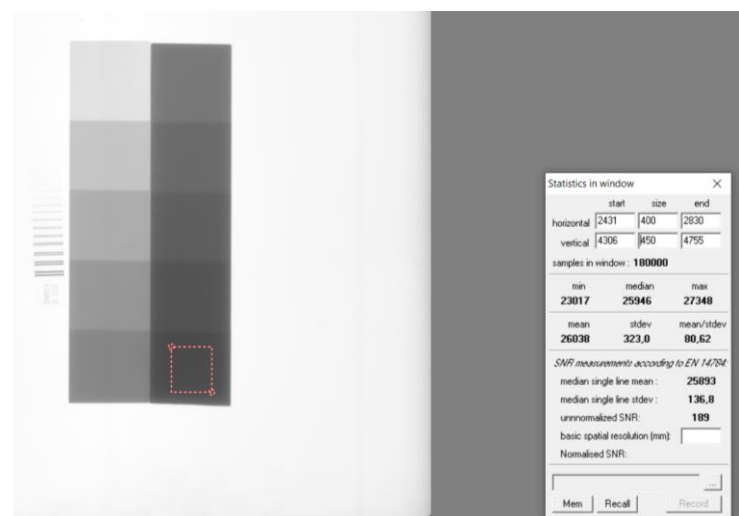 Statistics in window
start size end
horizontal 2431 400 2830
vertical 4306 450 4755
samples in window : 180000
min median max
23017 25946 27348
mean stdev mean/stdev
26038 323,0 80,62
SNR measurements according to EN 14784:
median single line mean : 25893
median single line stdev : 136,8
unnnormalized SNR: 189
basic spatial resolution (mm):
Normalised SNR:
...
Mem Recall Record